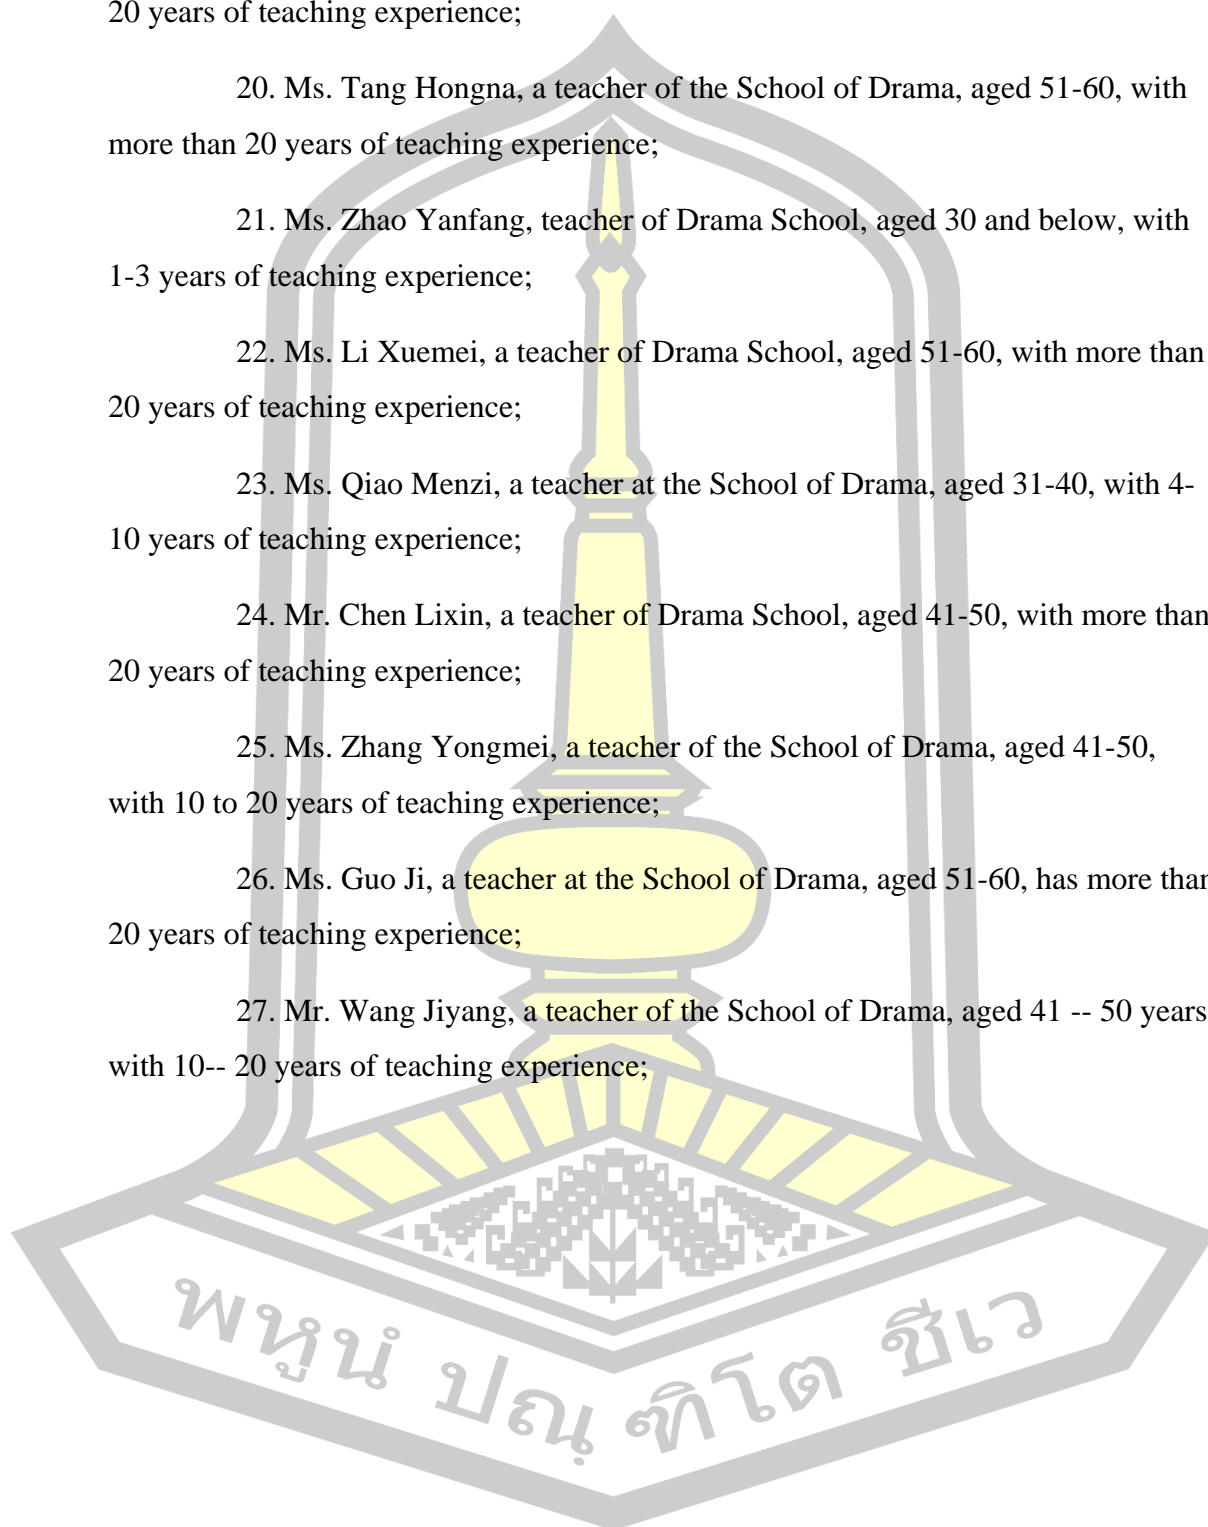 20 years of teaching experience;
20. Ms. Tang Hongna, a teacher of the School of Drama, aged 51-60, with
more than 20 years of teaching experience;
21. Ms. Zhao Yanfang, teacher of Drama School, aged 30 and below, with
1-3 years of teaching experience;
22. Ms. Li Xuemei, a teacher of Drama School, aged 51-60, with more than
20 years of teaching experience;
23. Ms. Qiao Menzi, a teacher at the School of Drama, aged 31-40, with 4-
10 years of teaching experience;
24. Mr. Chen Lixin, a teacher of Drama School, aged 41-50, with more than
20 years of teaching experience;
25. Ms. Zhang Yongmei, a teacher of the School of Drama, aged 41-50,
with 10 to 20 years of teaching experience;
26. Ms. Guo Ji, a teacher at the School of Drama, aged 51-60, has more than
20 years of teaching experience;
27. Mr. Wang Jiyang, a teacher of the School of Drama, aged 41 -- 50 years
with 10-- 20 years of teaching experience;
พหูนํ ปณฺฑิโต ชีเว